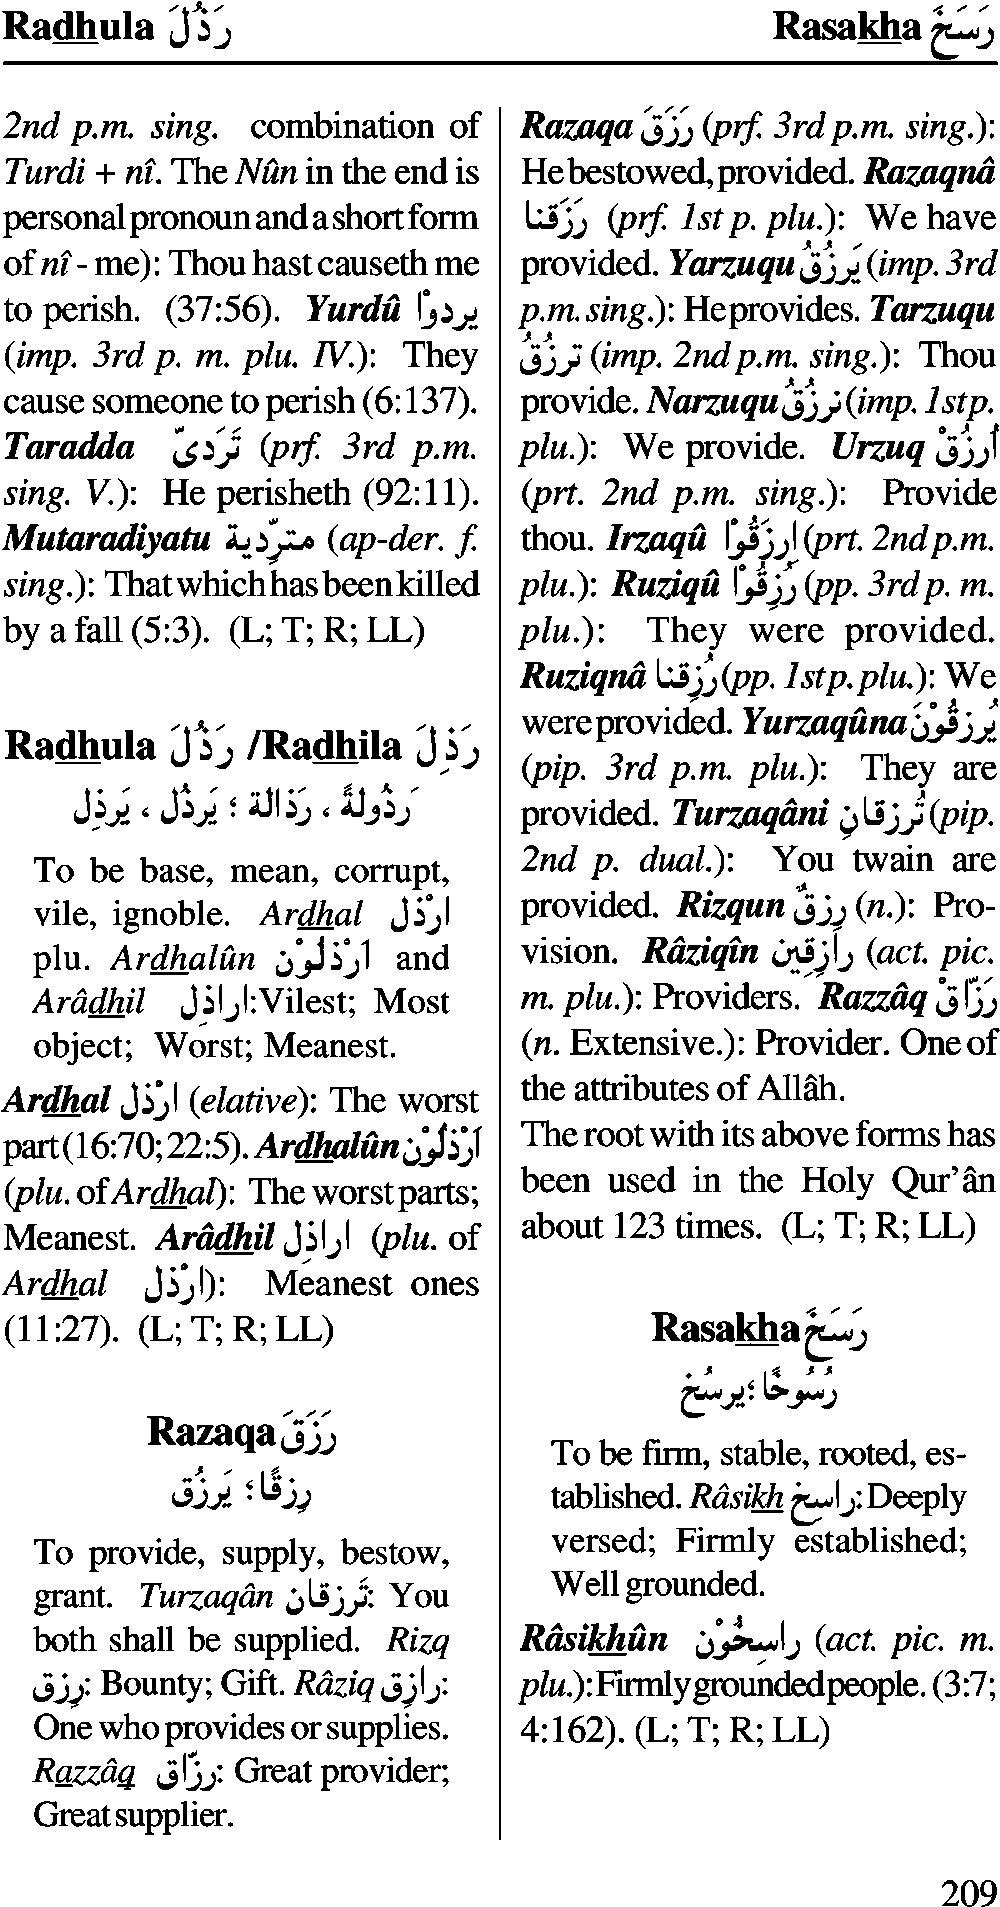 Radhula رَذُلَ
Rasakha رَسَخَ
2nd p.m. sing. combination of
Turdi + nî. The Nûn in the end is
personal pronoun and a short form
of nî - me): Thou hast causeth me
to perish. (37:56). Yurdû يردوْا
(imp. 3rd p. m. plu. IV.): They
cause someone to perish (6:137).
Taradda تَرَدىّ (prf. 3rd p.m.
sing. V.): He perisheth (92:11).
Mutaradiyatu مترِّدية (ap-der. f.
sing.): That which has been killed
by a fall (5:3). (L; T; R; LL)
Radhula رَذُلَ /Radhila رَذِلَ
رَذُولةً ، رَذالة ؛ يَرذُل ، يَرذِل
To be base, mean, corrupt,
vile, ignoble. Ardhal ارْذل
plu. Ardhalûn ارْذلُوْن and
Arâdhil اراذِل:Vilest; Most
object; Worst; Meanest.
Ardhal ارْذل (elative): The worst
part (16:70; 22:5). Ardhalûn اَرْذلُوْن
(plu. of Ardhal): The worst parts;
Meanest. Arâdhil اراذِل (plu. of
Ardhal ارْذل): Meanest ones
(11:27). (L; T; R; LL)
Razaqa رَزَقَ
رِزقًا ؛ يَرزُق
To provide, supply, bestow,
grant. Turzaqân تَرزقان: You
both shall be supplied. Rizq
رِزق: Bounty; Gift. Râziq رازِق:
One who provides or supplies.
Razzâq رزّاق: Great provider;
Great supplier.
Razaqa رَزَقَ (prf. 3rd p.m. sing.):
He bestowed, provided. Razaqnâ
رَزَقنا (prf. 1st p. plu.): We have
provided. Yarzuqu يَرزُقُ (imp. 3rd
p.m. sing.): He provides. Tarzuqu
ترزُقُ (imp. 2nd p.m. sing.): Thou
provide. Narzuqu نرزُقُ (imp. 1st p.
plu.): We provide. Urzuq اُرزُقْ
(prt. 2nd p.m. sing.): Provide
thou. Irzaqû اِرزَقُوْا (prt. 2nd p.m.
plu.): Ruziqû رُزِقُوْا (pp. 3rd p. m.
plu.): They were provided.
Ruziqnâ رُزِقنا (pp. 1st p. plu.): We
were provided. Yurzaqûna يُرزقُوْنَ
(pip. 3rd p.m. plu.): They are
provided. Turzaqâni تُرزقانِ (pip.
2nd p. dual.): You twain are
provided. Rizqun رزقٌ (n.): Pro-
vision. Râziqîn رازِقِين (act. pic.
m. plu.): Providers. Razzâq رَزّاقْ
(n. Extensive.): Provider. One of
the attributes of Allâh.
The root with its above forms has
been used in the Holy Qur’ân
about 123 times. (L; T; R; LL)
Rasakha رَسَخَ
رُسُوخًا ؛ يرسُخ
To be firm, stable, rooted, es-
tablished. Râsikh راسِخ: Deeply
versed; Firmly established;
Well grounded.
Râsikhûn راسِخُوْن (act. pic. m.
plu.): Firmly grounded people. (3:7;
4:162). (L; T; R; LL)
209